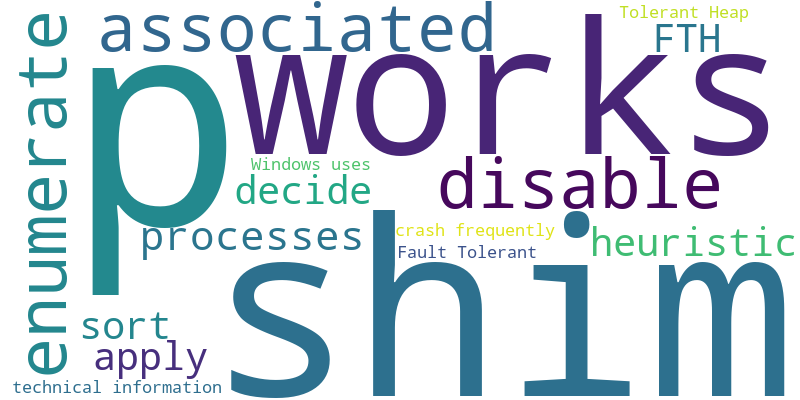 Tolerant Heap
associated
FTH
enumerate
p
works
Windows uses
disable
decide
crash frequently
processes
Fault Tolerant
heuristic
shim
sort
apply
technical information